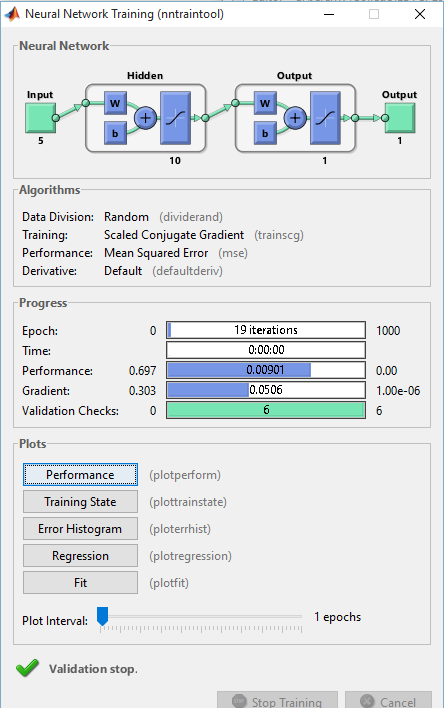 Neural Network Training (nntraintool)
Neural Network
Hidden
Output
Input
W
b
+
W
b
+
Output
5
10
1
1
Algorithms
Data Division: Random (dividerand)
Training: Scaled Conjugate Gradient (trainscg)
Performance: Mean Squared Error (mse)
Derivative: Default (defaultderiv)
Progress
Epoch: 0 19 iterations 1000
Time: 0:00:00
Performance: 0.697 0.00901 0.00
Gradient: 0.303 0.0506 1.00e-06
Validation Checks: 0 6 6
Plots
Performance (plotperform)
Training State (plottrainstate)
Error Histogram (ploterrhist)
Regression (plotregression)
Fit (plotfit)
Plot Interval: 1 epochs
Validation stop.
Stop Training Cancel